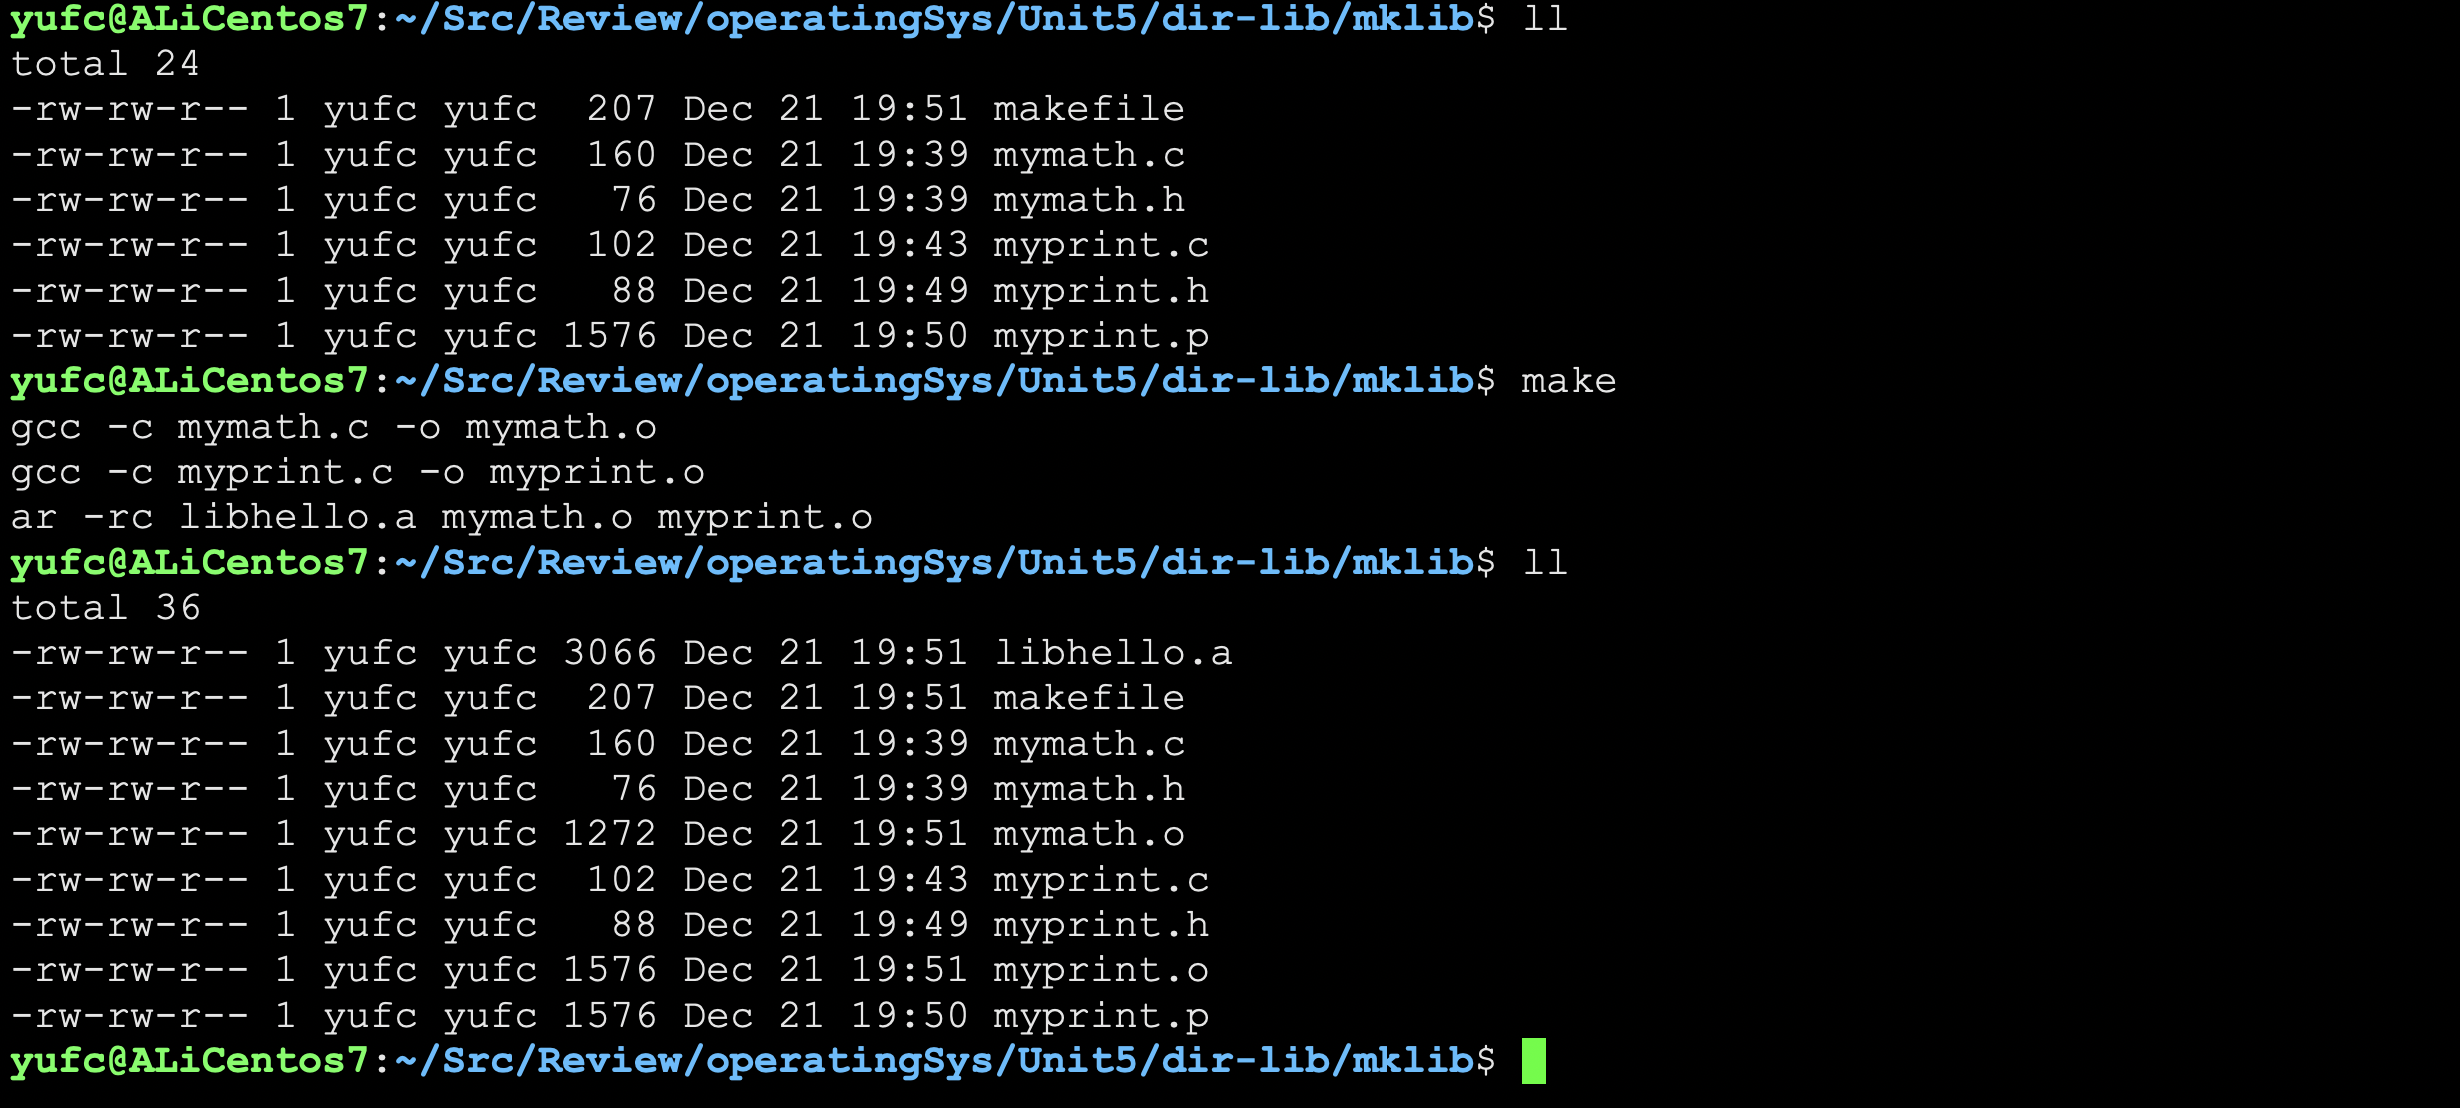 yufc@ALiCentos7:~/Src/Review/operatingSys/Unit5/dir-lib/mklib$ ll
total 24
-rw-rw-r-- 1 yufc yufc  207 Dec 21 19:51 makefile
-rw-rw-r-- 1 yufc yufc  160 Dec 21 19:39 mymath.c
-rw-rw-r-- 1 yufc yufc   76 Dec 21 19:39 mymath.h
-rw-rw-r-- 1 yufc yufc  102 Dec 21 19:43 myprint.c
-rw-rw-r-- 1 yufc yufc   88 Dec 21 19:49 myprint.h
-rw-rw-r-- 1 yufc yufc 1576 Dec 21 19:50 myprint.p
yufc@ALiCentos7:~/Src/Review/operatingSys/Unit5/dir-lib/mklib$ make
gcc -c mymath.c -o mymath.o
gcc -c myprint.c -o myprint.o
ar -rc libhello.a mymath.o myprint.o
yufc@ALiCentos7:~/Src/Review/operatingSys/Unit5/dir-lib/mklib$ ll
total 36
-rw-rw-r-- 1 yufc yufc 3066 Dec 21 19:51 libhello.a
-rw-rw-r-- 1 yufc yufc  207 Dec 21 19:51 makefile
-rw-rw-r-- 1 yufc yufc  160 Dec 21 19:39 mymath.c
-rw-rw-r-- 1 yufc yufc   76 Dec 21 19:39 mymath.h
-rw-rw-r-- 1 yufc yufc 1272 Dec 21 19:51 mymath.o
-rw-rw-r-- 1 yufc yufc  102 Dec 21 19:43 myprint.c
-rw-rw-r-- 1 yufc yufc   88 Dec 21 19:49 myprint.h
-rw-rw-r-- 1 yufc yufc 1576 Dec 21 19:51 myprint.o
-rw-rw-r-- 1 yufc yufc 1576 Dec 21 19:50 myprint.p
yufc@ALiCentos7:~/Src/Review/operatingSys/Unit5/dir-lib/mklib$